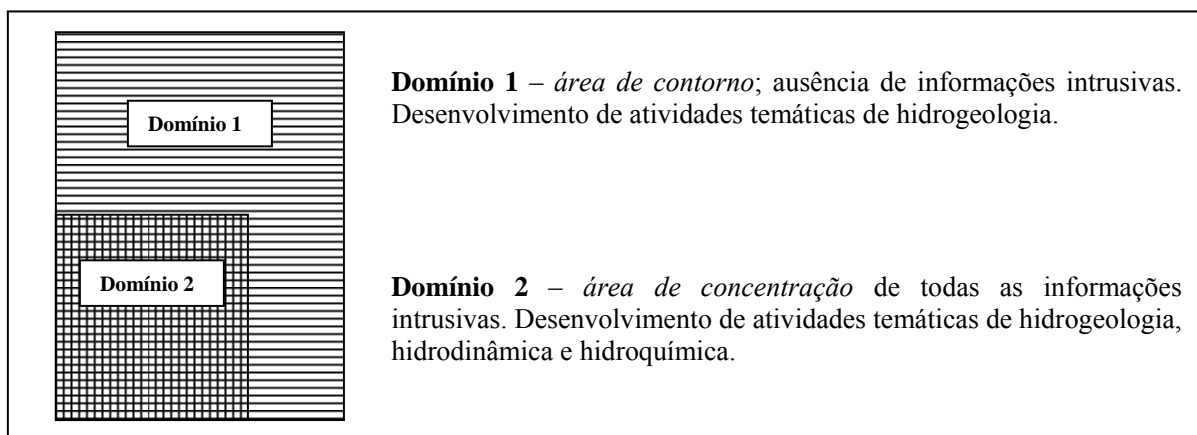 Domínio 1
Domínio 1 – área de contorno; ausência de informações intrusivas.
Desenvolvimento de atividades temáticas de hidrogeologia.
Domínio 2
Domínio 2 – área de concentração de todas as informações
intrusivas. Desenvolvimento de atividades temáticas de hidrogeologia,
hidrodinâmica e hidroquímica.